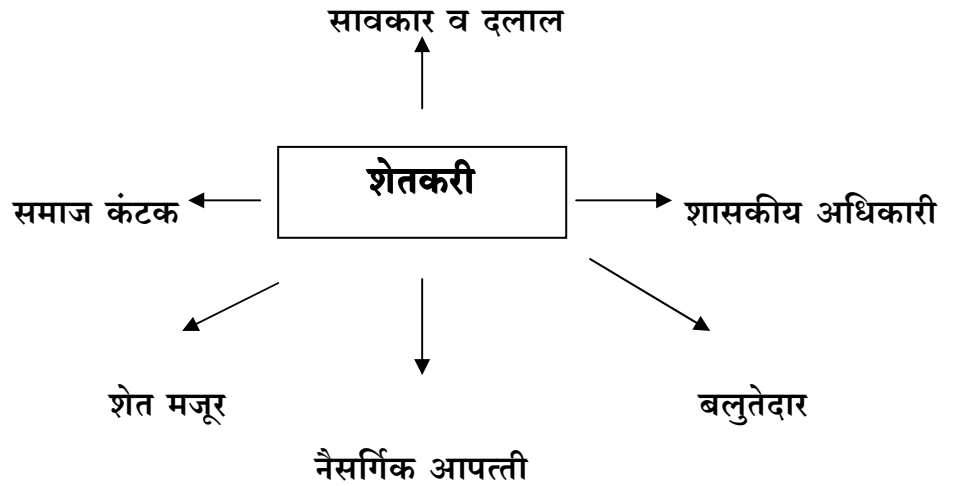 सावकार व दलाल
शेतकरी
समाज कंटक
शासकीय अधिकारी
शेत मजूर
बलुतेदार
नैसर्गिक आपत्ती